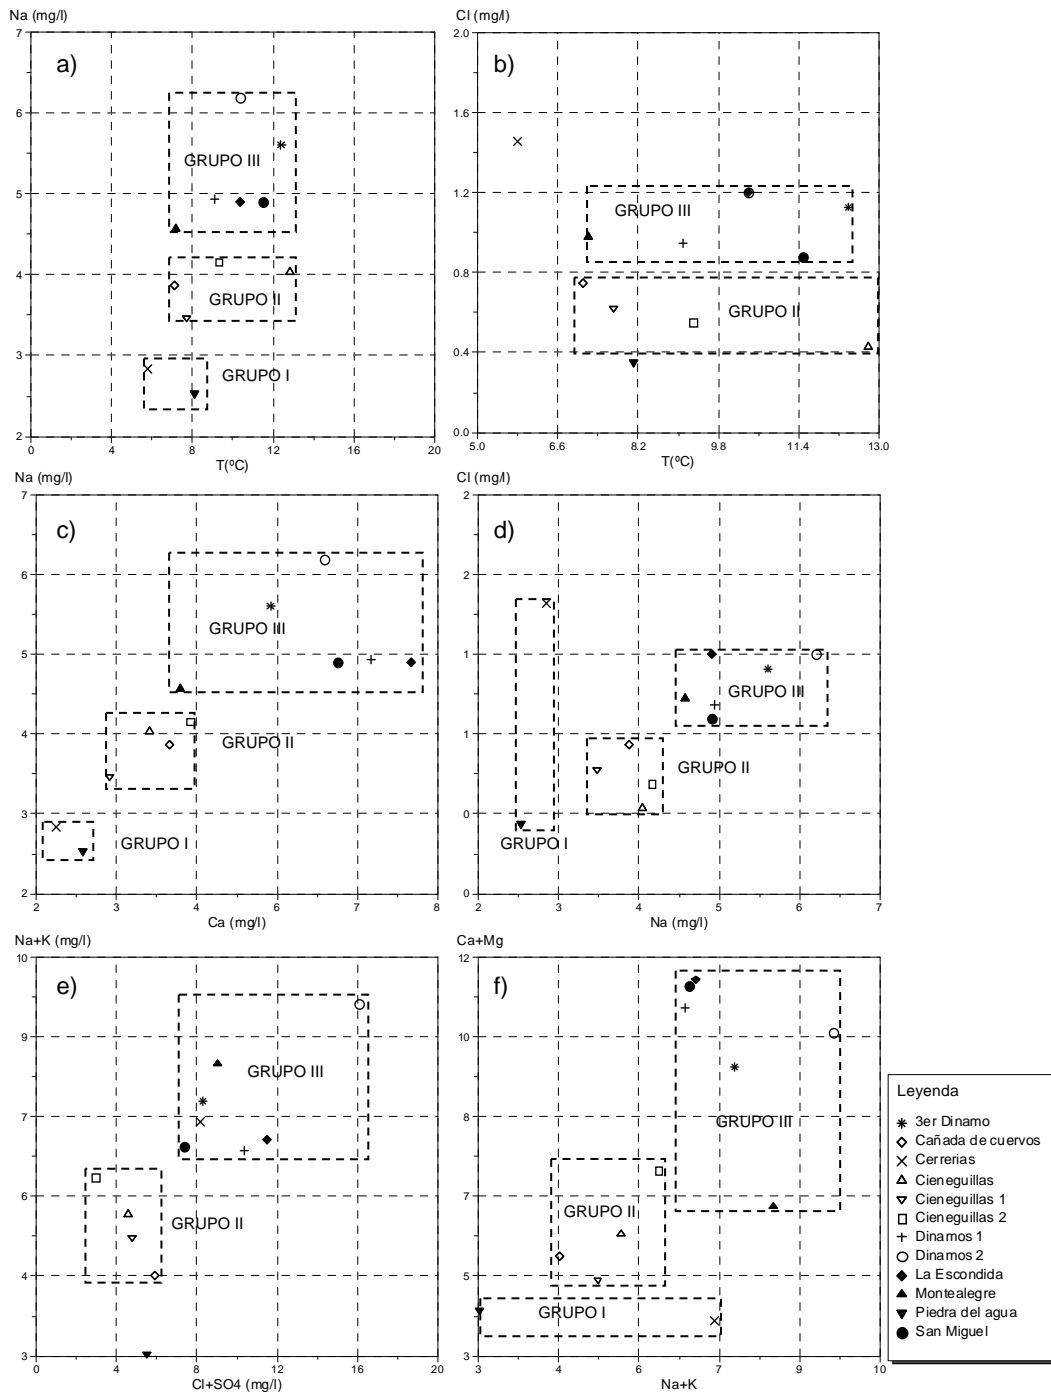 Na (mg/l)
7
6
5
4
3
2
a)
GRUPO III
GRUPO II
GRUPO I
0 4 8 12 16 20
T(ºC)
Cl (mg/l)
2.0
1.6
1.2
0.8
0.4
0.0
b)
GRUPO III
GRUPO II
5.0 6.6 8.2 9.8 11.4 13.0
T(ºC)
Na (mg/l)
7
6
5
4
3
2
c)
GRUPO III
GRUPO II
GRUPO I
2 3 4 5 6 7 8
Ca (mg/l)
Cl (mg/l)
2
2
1
1
0
0
d)
GRUPO III
GRUPO II
GRUPO I
2 3 4 5 6 7
Na (mg/l)
Na+K (mg/l)
10
9
7
6
4
3
e)
GRUPO III
GRUPO II
0 4 8 12 16 20
Cl+SO4 (mg/l)
Ca+Mg
12
10
8
7
5
3
f)
GRUPO III
GRUPO II
GRUPO I
3 4 6 7 9 10
Na+K
Leyenda
3er Dinamo
Cañada de cuervos
Cerrerias
Cieneguillas
Cieneguillas 1
Cieneguillas 2
Dinamos 1
Dinamos 2
La Escondida
Montealegre
Piedra del agua
San Miguel